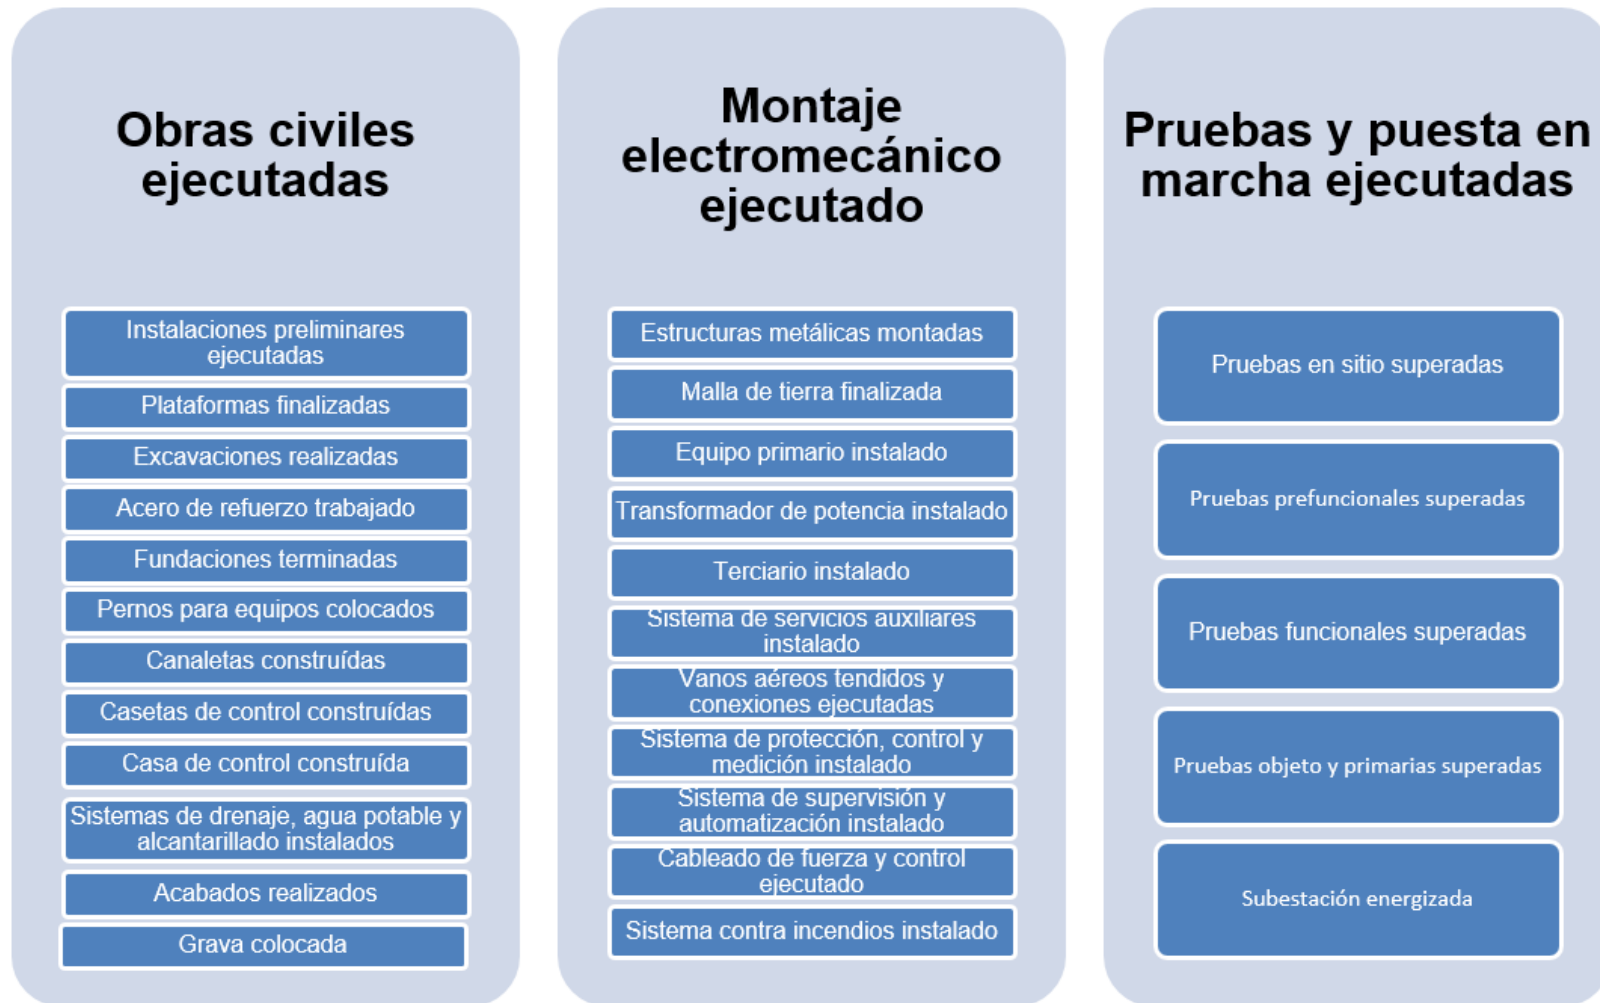 Obras civiles
ejecutadas
Instalaciones preliminares
ejecutadas
Plataformas finalizadas
Excavaciones realizadas
Acero de refuerzo trabajado
Fundaciones terminadas
Pernos para equipos colocados
Canaletas construídas
Casetas de control construídas
Casa de control construída
Sistemas de drenaje, agua potable y
alcantarillado instalados
Acabados realizados
Grava colocada
Montaje
electromecánico
ejecutado
Estructuras metálicas montadas
Malla de tierra finalizada
Equipo primario instalado
Transformador de potencia instalado
Terciario instalado
Sistema de servicios auxiliares
instalado
Vanos aéreos tendidos y
conexiones ejecutadas
Sistema de protección, control y
medición instalado
Sistema de supervisión y
automatización instalado
Cableado de fuerza y control
ejecutado
Sistema contra incendios instalado
Pruebas y puesta en
marcha ejecutadas
Pruebas en sitio superadas
Pruebas prefuncionales superadas
Pruebas funcionales superadas
Pruebas objeto y primarias superadas
Subestación energizada